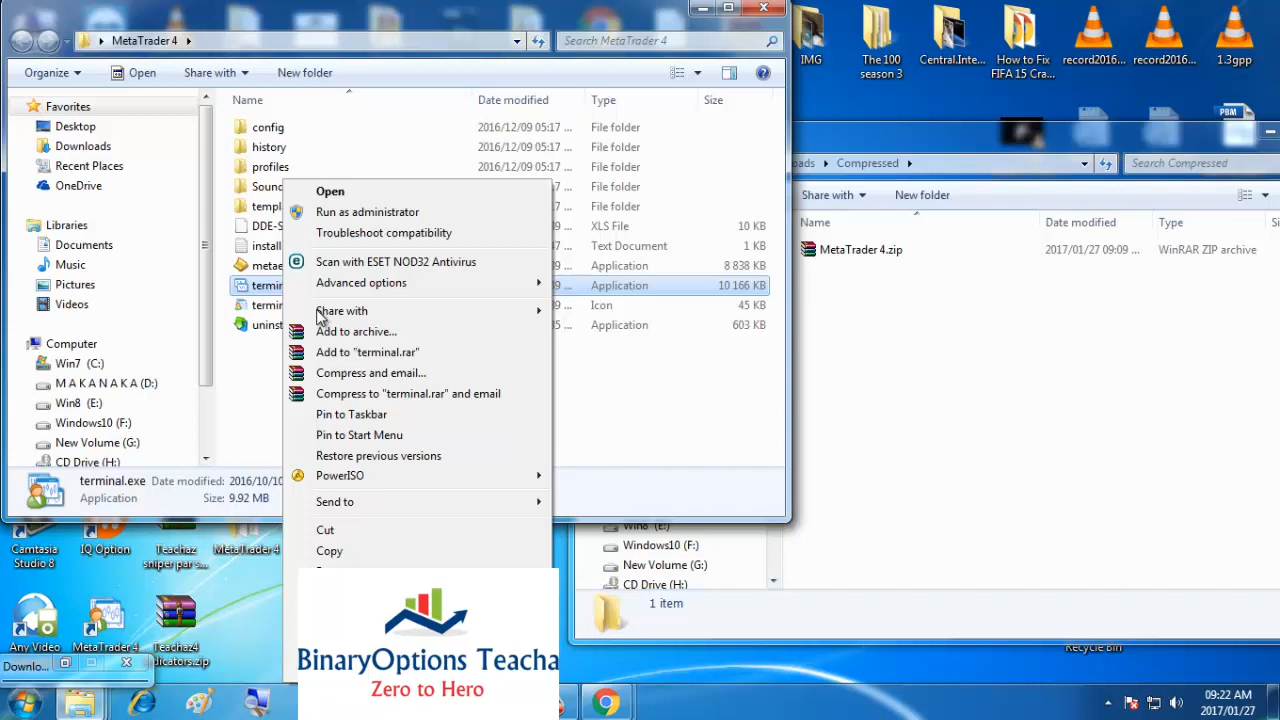 MetaTrader 4
Search MetaTrader 4
Organize
Open
Share with
New folder
Name
Date modified
Type
Size
Favorites
Desktop
Downloads
Recent Places
OneDrive
Libraries
Documents
Music
Pictures
Videos
Computer
Win7 (C:)
M A K A N A K A (D:)
Win8 (E:)
Windows10 (F:)
New Volume (G:)
CD Drive (H:)
config 2016/12/09 05:17 ... File folder
history 2016/12/09 05:17 ... File folder
profiles 2016/12/09 05:17 ... File folder
Soun 7 ... File folder
templ 7 ... File folder
DDE-S XLS File 10 KB
install Text Document 1 KB
metae Application 8 838 KB
termin Application 10 166 KB
termin Icon 45 KB
uninst Application 603 KB
Open
Run as administrator
Troubleshoot compatibility
Scan with ESET NOD32 Antivirus
Advanced options
Share with
Add to archive...
Add to "terminal.rar"
Compress and email...
Compress to "terminal.rar" and email
Pin to Taskbar
Pin to Start Menu
Restore previous versions
PowerISO
Send to
Cut
Copy
terminal.exe Date modified: 2016/10/10
Application Size: 9.92 MB
IMG
The 100
season 3
Central.Inte...
How to Fix
FIFA 15 Cra...
record2016...
record2016...
1.3gpp
PBM
oads
Compressed
Search Compressed
Share with
New folder
Name
Date modified
Type
MetaTrader 4.zip
2017/01/27 09:09 ...
WinRAR ZIP archive
Win8 (E:)
Windows10 (F:)
New Volume (G:)
CD Drive (H:)
1 item
Recycle Bin
Camtasia
Studio 8
IQ Option
Teachaz
sniper par s...
MetaTrader 4
Any Video
MetaTrader 4
Teachaz4
dicators.zip
Downlo...
BinaryOptions Teacha
Zero to Hero
09:22 AM
2017/01/27